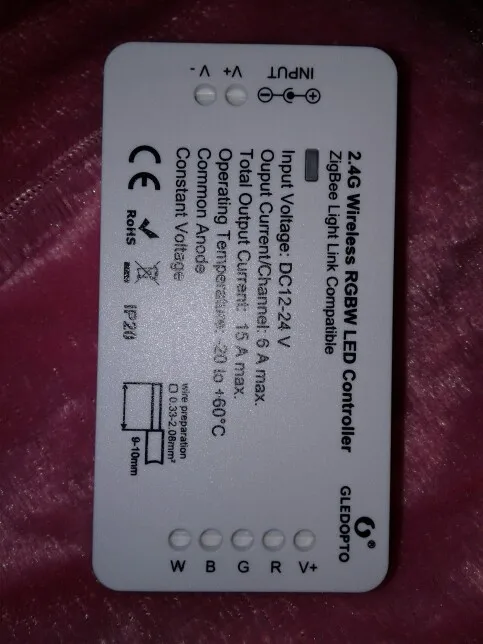 2.4G Wireless RGBW LED Controller
ZigBee Light Link Compatible
GLEDOPTO®
INPUT
V+
V-
Input Voltage: DC12-24 V
Ouput Current/Channel: 6 A max.
Total Output Current: 15 A max.
Operating Temperature: -20 to +60°C
Common Anode
Constant Voltage
CE
RoHS
IP20
wire preparation
0.33-2.08mm²
9-10mm
V+
R
G
B
W